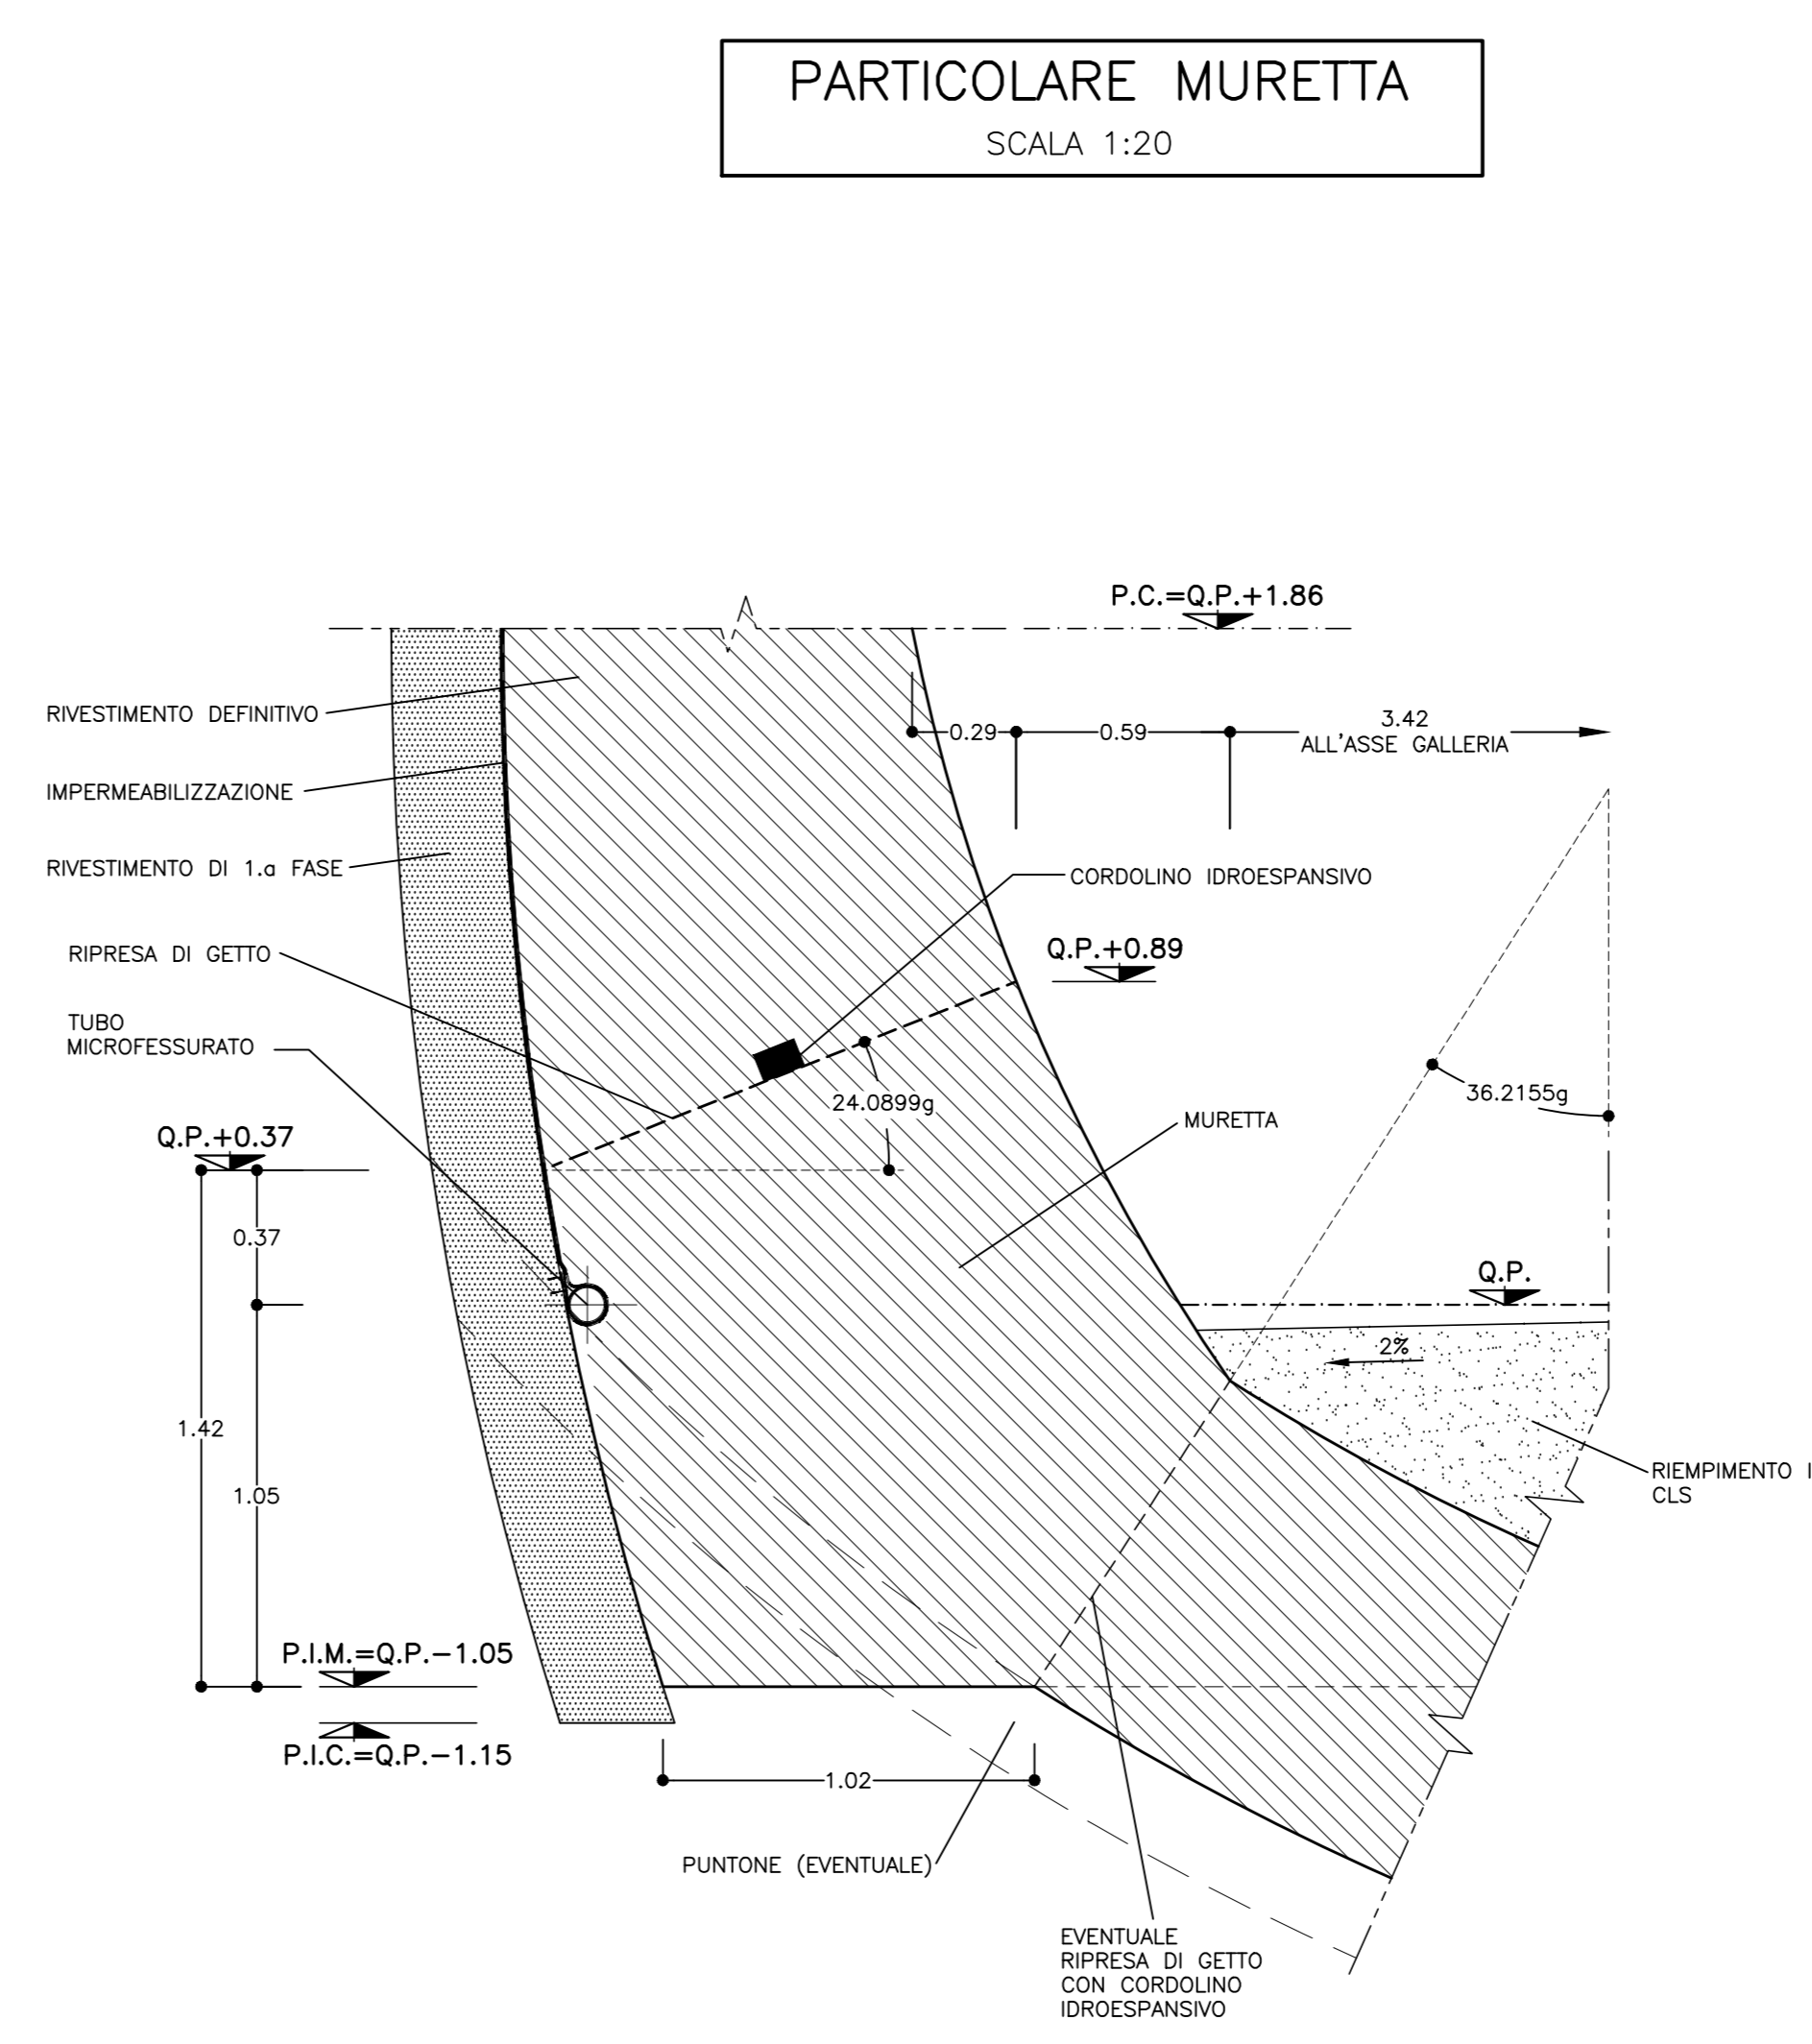 PARTICOLARE MURETTA
SCALA 1:20
P.C.=Q.P.+1.86
RIVESTIMENTO DEFINITIVO
0.29
0.59
3.42
ALL'ASSE GALLERIA
IMPERMEABILIZZAZIONE
RIVESTIMENTO DI 1.a FASE
CORDOLINO IDROESPANSIVO
RIPRESA DI GETTO
Q.P.+0.89
TUBO
MICROFESSURATO
24.0899g
36.2155g
MURETTA
Q.P.+0.37
0.37
Q.P.
2%
1.42
1.05
RIEMPIMENTO I
CLS
P.I.M.=Q.P.-1.05
P.I.C.=Q.P.-1.15
1.02
PUNTONE (EVENTUALE)
EVENTUALE
RIPRESA DI GETTO
CON CORDOLINO
IDROESPANSIVO